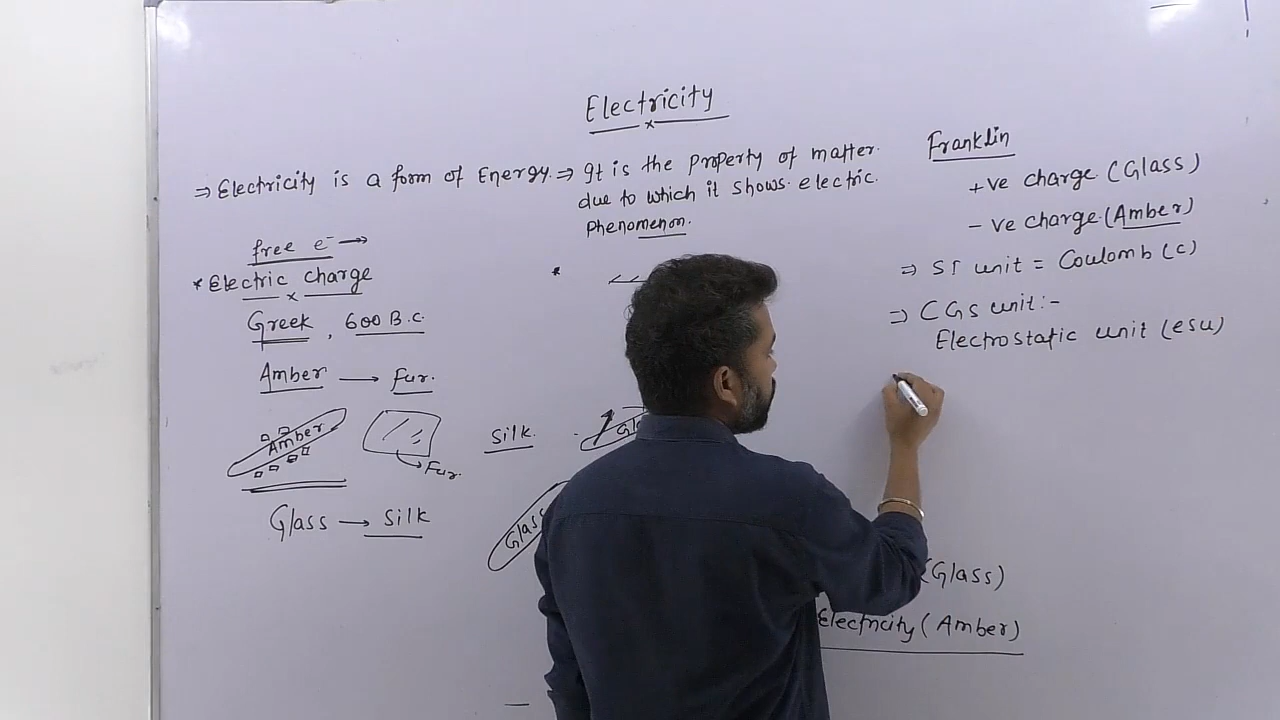 Electricity
⇒ Electricity is a form of Energy.
free e⁻ →
* Electric charge
Greek, 600 B.C.
Amber → Fur.
Amber
Fur.
Glass → Silk
⇒ It is the Property of matter.
due to which it shows electric.
Phenomenon.
*
Silk.
Glass
Franklin
+ve charge (Glass)
-ve charge (Amber)
⇒ SI unit = Coulomb (C)
⇒ CGS unit:-
Electrostatic unit (esu)
(Glass)
Electricity (Amber)